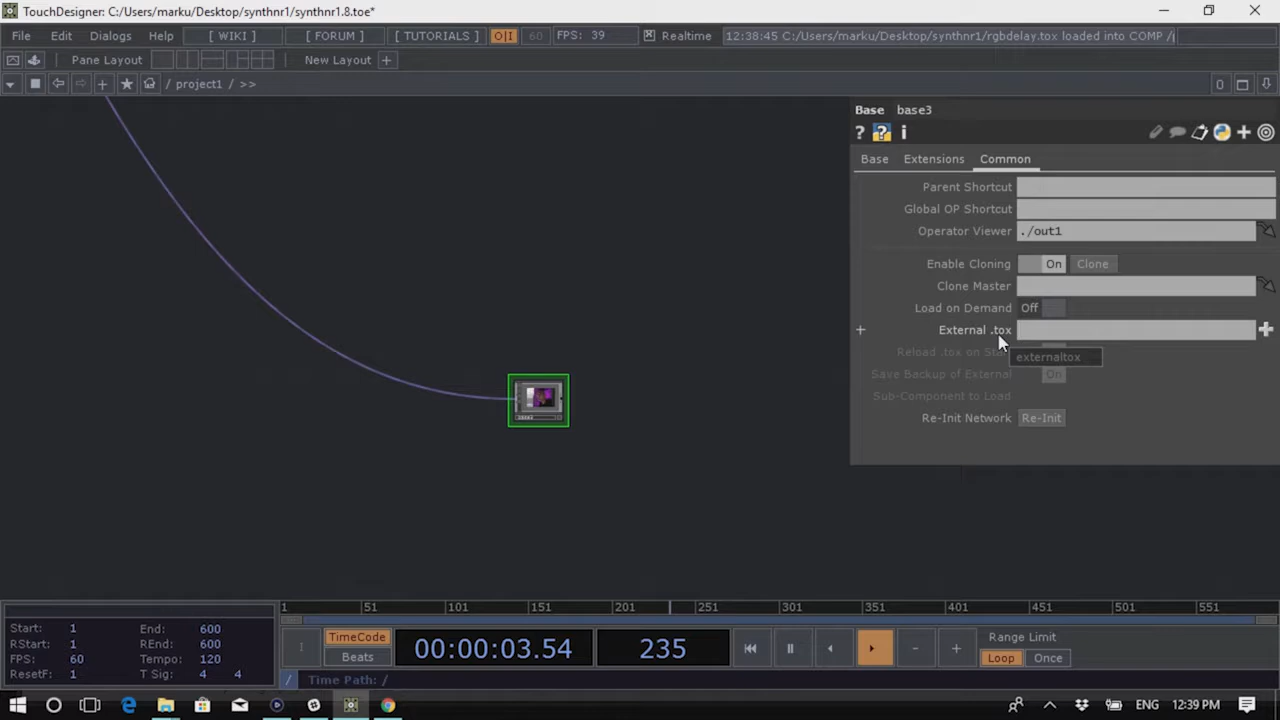 TouchDesigner: C:/Users/marku/Desktop/synthnr1/synthnr1.8.toe*
File Edit Dialogs Help [ WIKI ] [ FORUM ] [ TUTORIALS ] O|I 60 FPS: 39 Realtime 12:38:45 C:/Users/marku/Desktop/synthnr1/rgbdelay.tox loaded into COMP /p
Pane Layout New Layout +
/ project1 / >> 0
Base base3
? ? i
Base Extensions Common
Parent Shortcut
Global OP Shortcut
Operator Viewer ./out1
Enable Cloning On Clone
Clone Master
Load on Demand Off
+ External .tox
Reload .tox on Sta
externaltox
Save Backup of External On
Sub-Component to Load
Re-Init Network Re-Init
1 51 101 151 201 251 301 351 401 451 501 551
Start: 1 End: 600
RStart: 1 REnd: 600
FPS: 60 Tempo: 120
ResetF: 1 T Sig: 4 4
TimeCode
Beats
00:00:03.54
235
Range Limit
Loop Once
/ Time Path: /
ENG 12:39 PM